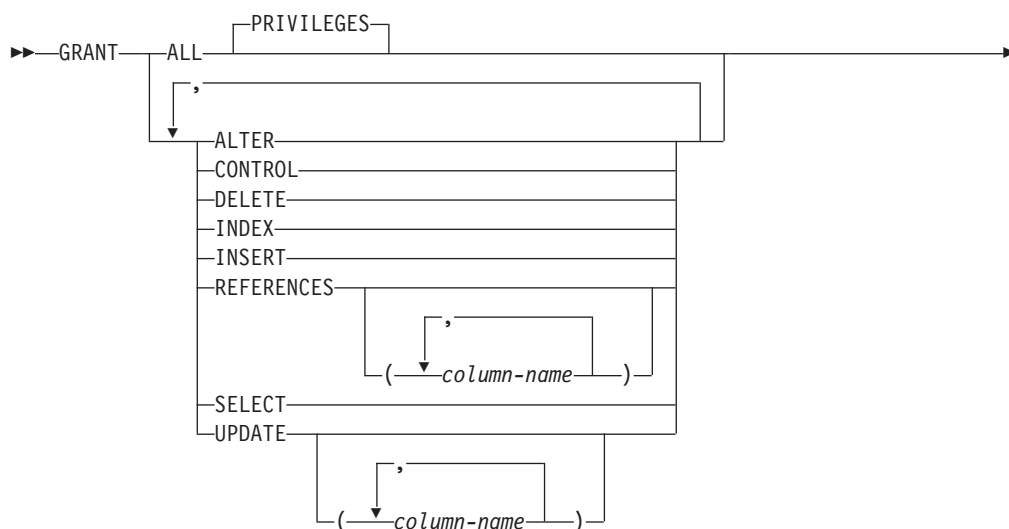 PRIVILEGES
GRANT ALL
,
ALTER
CONTROL
DELETE
INDEX
INSERT
REFERENCES
,
( column-name )
SELECT
UPDATE
,
( column-name )